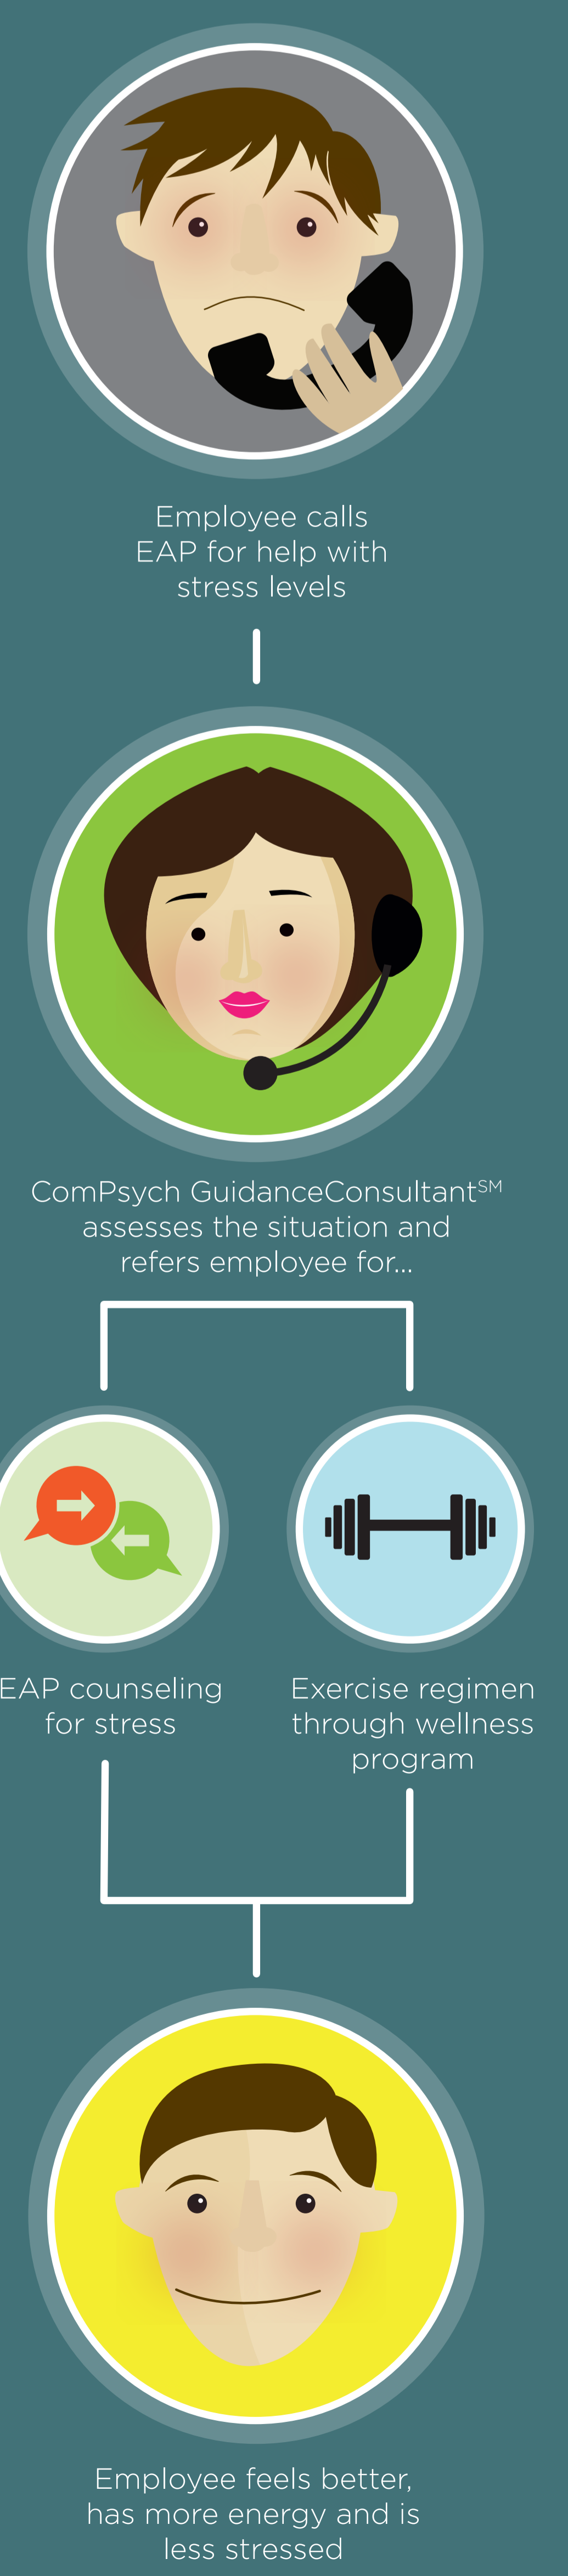 Employee calls
EAP for help with
stress levels
ComPsych GuidanceConsultantSM
assesses the situation and
refers employee for...
EAP counseling
for stress
Exercise regimen
through wellness
program
Employee feels better,
has more energy and is
less stressed